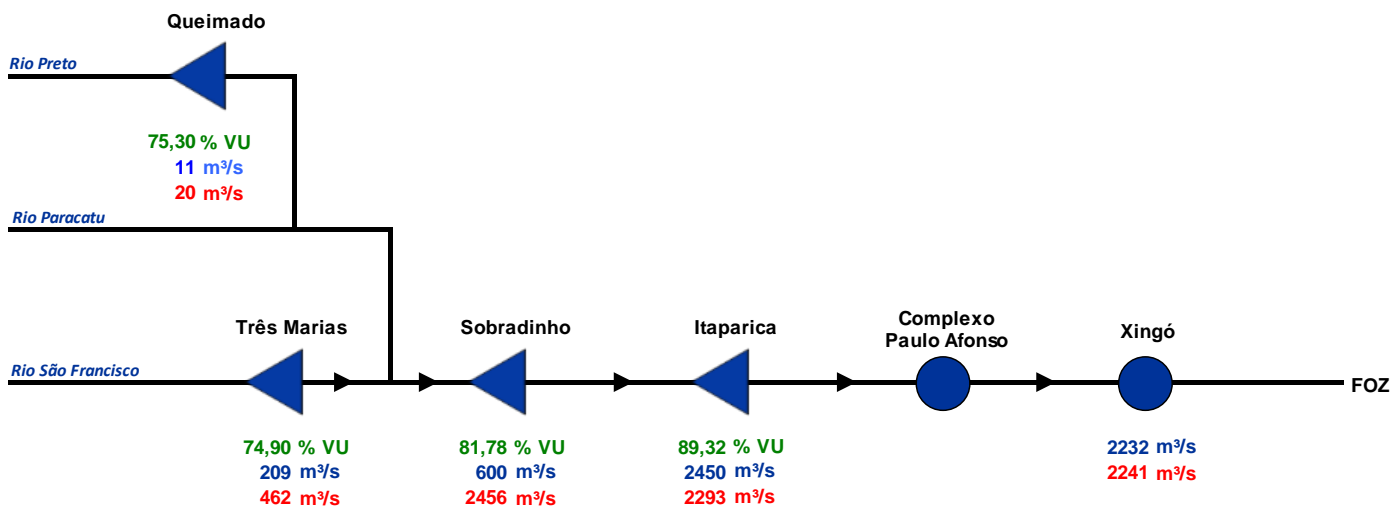 Queimado
Rio Preto
75,30 % VU
11 m³/s
20 m³/s
Rio Paracatu
Três Marias
Sobradinho
Itaparica
Complexo
Paulo Afonso
Xingó
Rio São Francisco
FOZ
74,90 % VU
209 m³/s
462 m³/s
81,78 % VU
600 m³/s
2456 m³/s
89,32 % VU
2450 m³/s
2293 m³/s
2232 m³/s
2241 m³/s